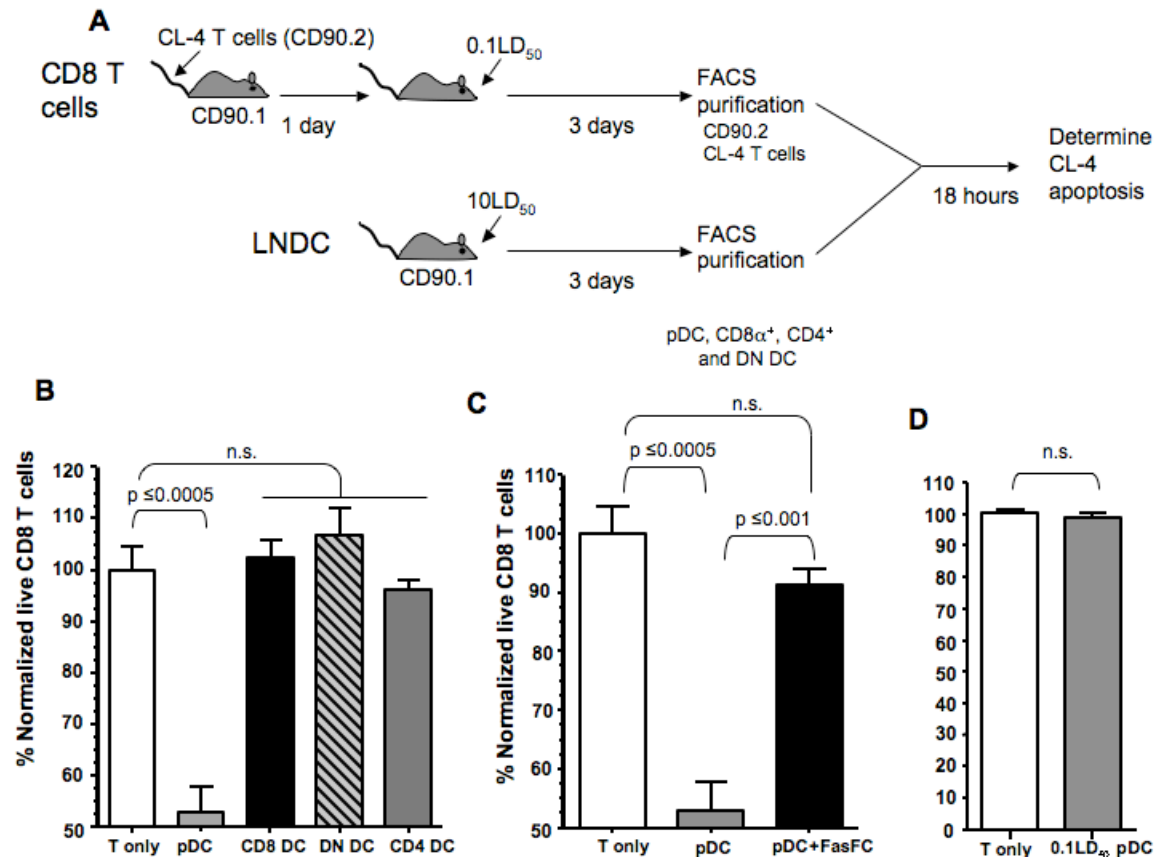 A
CL-4 T cells (CD90.2)
0.1LD50
CD8 T
cells
CD90.1
1 day
3 days
FACS
purification
CD90.2
CL-4 T cells
Determine
CL-4
apoptosis
18 hours
10LD50
LNDC
CD90.1
3 days
FACS
purification
pDC, CD8α+, CD4+
and DN DC
B
n.s.
p ≤0.0005
% Normalized live CD8 T cells
120
110
100
90
80
70
60
50
T only pDC CD8 DC DN DC CD4 DC
C
n.s.
p ≤0.0005
p ≤0.001
% Normalized live CD8 T cells
110
100
90
80
70
60
50
T only pDC pDC+FasFC
D
n.s.
110
100
90
80
70
60
50
40
30
20
10
0
T only 0.1LD50 pDC